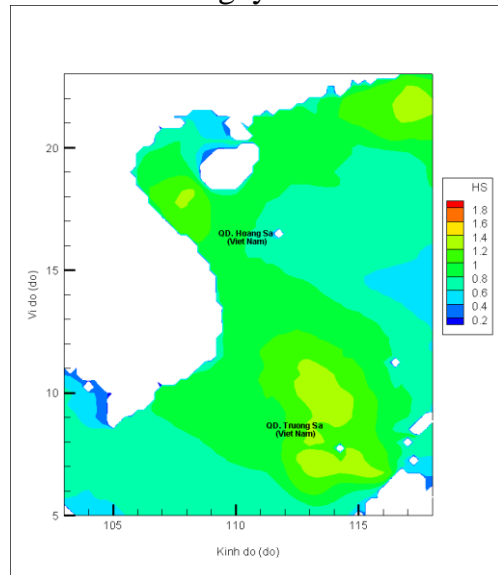 HS
1.8
1.6
1.4
1.2
1
0.8
0.6
0.4
0.2
20
15
10
5
105
110
115
Vi do (do)
Kinh do (do)
QD. Hoang Sa
(Viet Nam)
QD. Truong Sa
(Viet Nam)